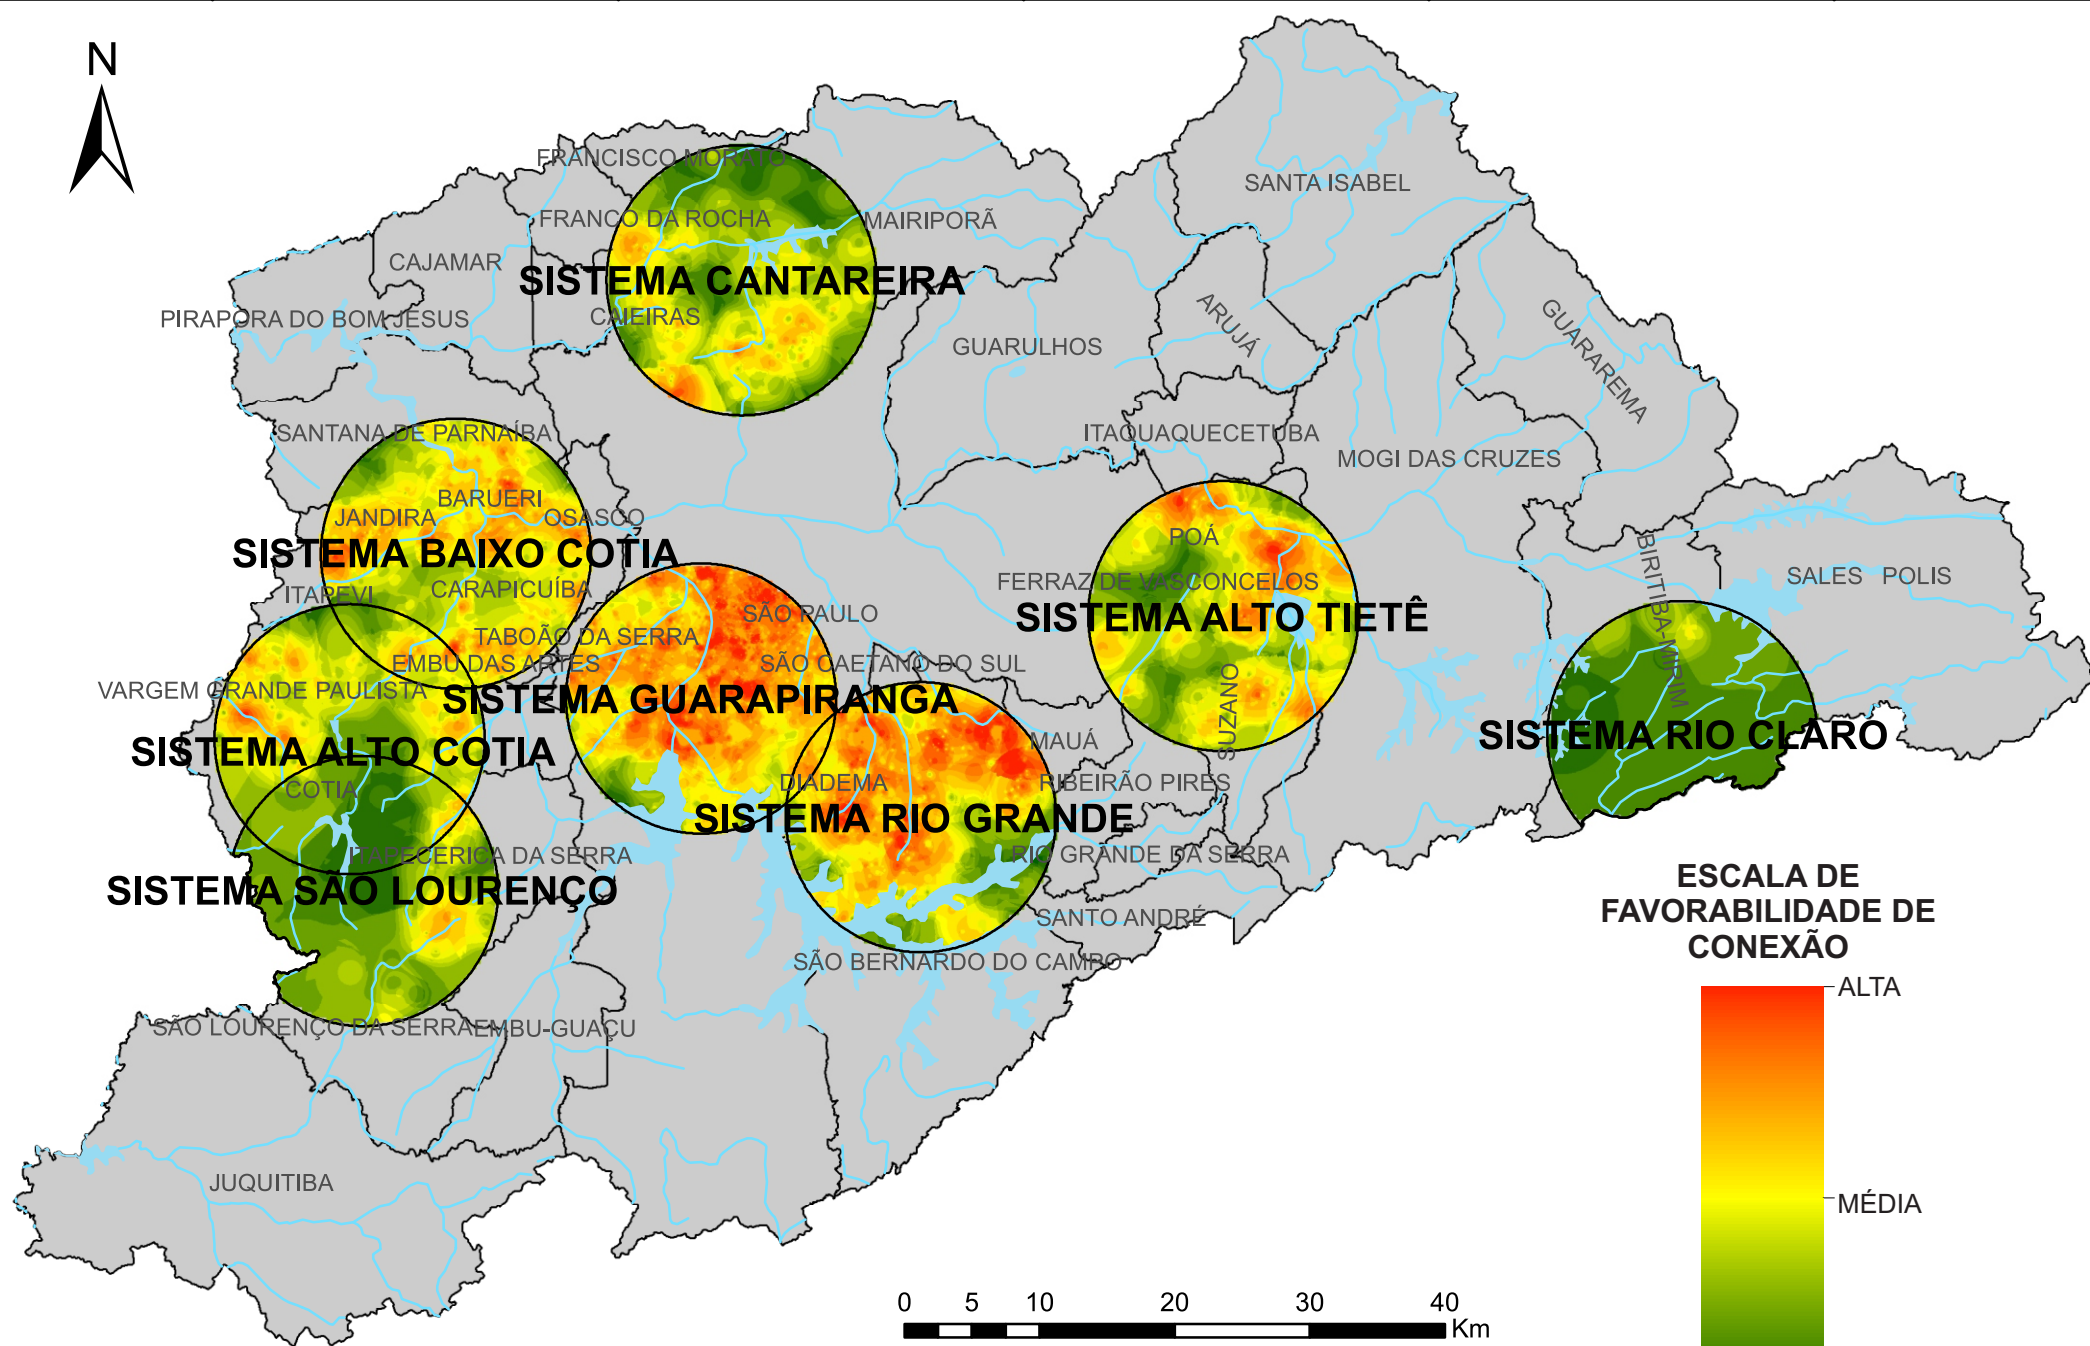 N
FRANCISCO MORATO
SANTA ISABEL
FRANCO DA ROCHA
MAIRIPORÃ
CAJAMAR
SISTEMA CANTAREIRA
PIRAPORA DO BOM JESUS
CAIEIRAS
ARUJÁ
GUARULHOS
GUARAREMA
SANTANA DE PARNAÍBA
ITAQUAQUECETUBA
MOGI DAS CRUZES
BARUERI
JANDIRA
OSASCO
POÁ
SISTEMA BAIXO COTIA
FERRAZ DE VASCONCELOS
BIRITIBA-MIRIM
SALES POLIS
CARAPICUÍBA
ITAPEVI
SÃO PAULO
SISTEMA ALTO TIETÊ
TABOÃO DA SERRA
EMBU DAS ARTES
SÃO CAETANO DO SUL
VARGEM GRANDE PAULISTA
SISTEMA GUARAPIRANGA
SUZANO
SISTEMA RIO CLARO
MAUÁ
SISTEMA ALTO COTIA
COTIA
DIADEMA
RIBEIRÃO PIRES
SISTEMA RIO GRANDE
ITAPECERICA DA SERRA
RIO GRANDE DA SERRA
SISTEMA SÃO LOURENÇO
SANTO ANDRÉ
SÃO BERNARDO DO CAMPO
SÃO LOURENÇO DA SERRA
EMBU-GUAÇU
JUQUITIBA
ESCALA DE
FAVORABILIDADE DE
CONEXÃO
ALTA
MÉDIA
0 5 10 20 30 40
Km